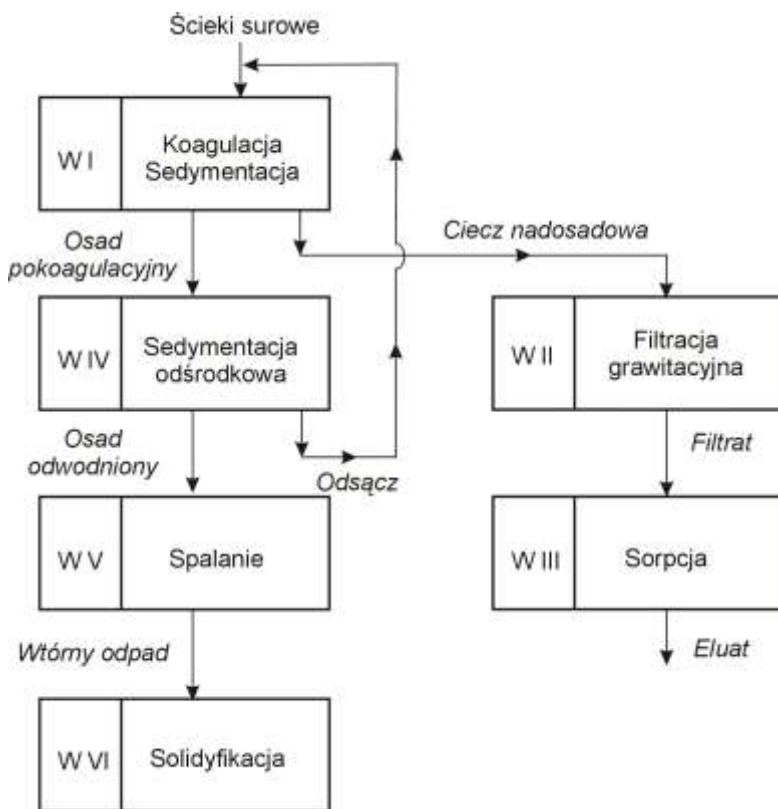 Ścieki surowe
W I
Koagulacja
Sedymentacja
Osad
pokoagulacyjny
Ciecz nadosadowa
W IV
Sedymentacja
odśrodkowa
W II
Filtracja
grawitacyjna
Osad
odwodniony
Odsącz
Filtrat
W V
Spalanie
W III
Sorpcja
Wtórny odpad
Eluat
W VI
Solidyfikacja